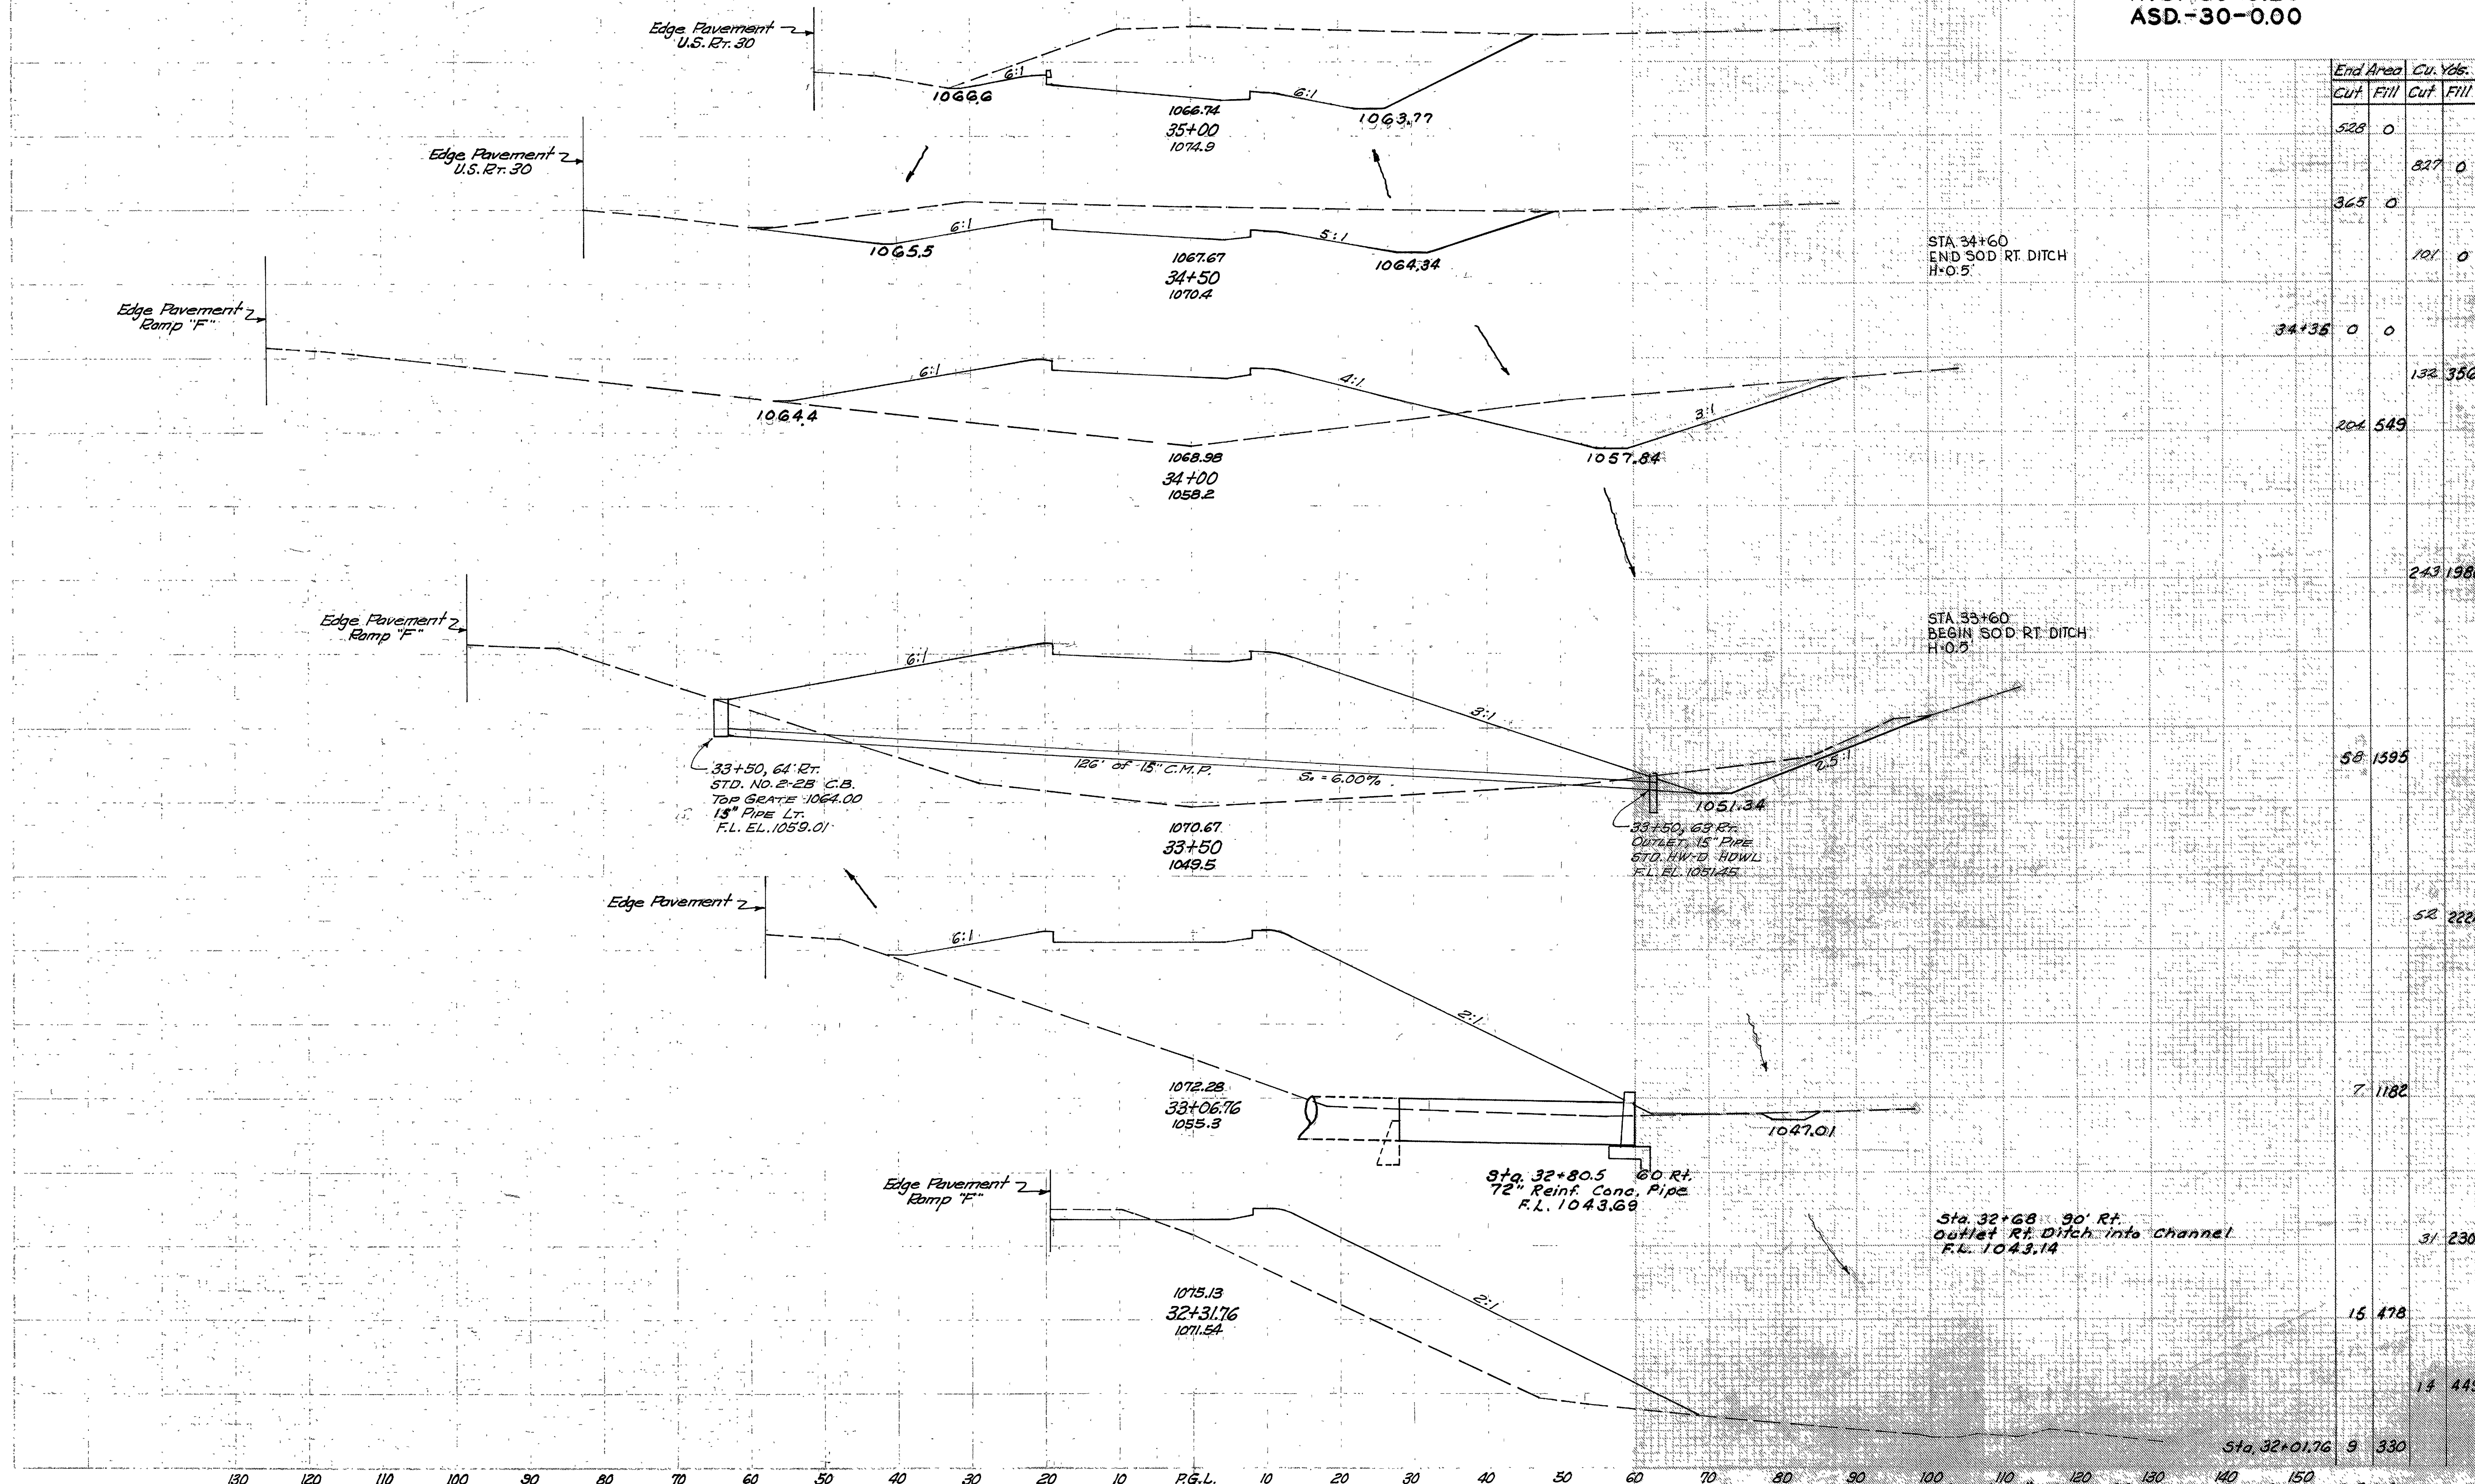 ASD.-30-0.00
End Area Cu. Yds.
Cut Fill Cut Fill
Edge Pavement
U.S. RT. 30
6:1
1066.6
6:1
1066.74
35+00
1074.9
1063.77
528 0
827 0
Edge Pavement
U.S. RT. 30
6:1
1065.5
5:1
1067.67
34+50
1070.4
1064.34
365 0
STA. 34+60
END SOD RT. DITCH
H=0.5'
101 0
34+35 0 0
Edge Pavement
Ramp "F"
6:1
4:1
3:1
1064.4
1068.98
34+00
1058.2
1057.84
132 356
204 549
243
STA. 33+60
BEGIN SOD RT. DITCH
H=0.5'
Edge Pavement
Ramp "F"
6:1
3:1
2.5:1
126' of 15" C.M.P.
So = 6.00%
33+50, 64' RT.
STD. NO. 2-2B C.B.
TOP GRATE 1064.00
15" PIPE LT.
F.L. EL. 1059.01
1070.67
33+50
1049.5
1051.34
33+50, 63 RT.
OUTLET 15" PIPE
STD. HW-D HDWL
F.L. EL. 1051.45
58 1595
52
Edge Pavement
6:1
2:1
1072.28
33+06.76
1055.3
1047.01
7 1182
Sta. 32+80.5 60 Rt.
72" Reinf. Conc. Pipe
F.L. 1043.69
Sta. 32+68 90' Rt.
Outlet Rt. Ditch into Channel
F.L. 1043.14
31
Edge Pavement
Ramp "F"
2:1
1075.13
32+31.76
1071.54
15 478
14
Sta. 32+01.76 9 330
130 120 110 100 90 80 70 60 50 40 30 20 10 P.G.L. 10 20 30 40 50 60 70 80 90 100 110 120 130 140 150